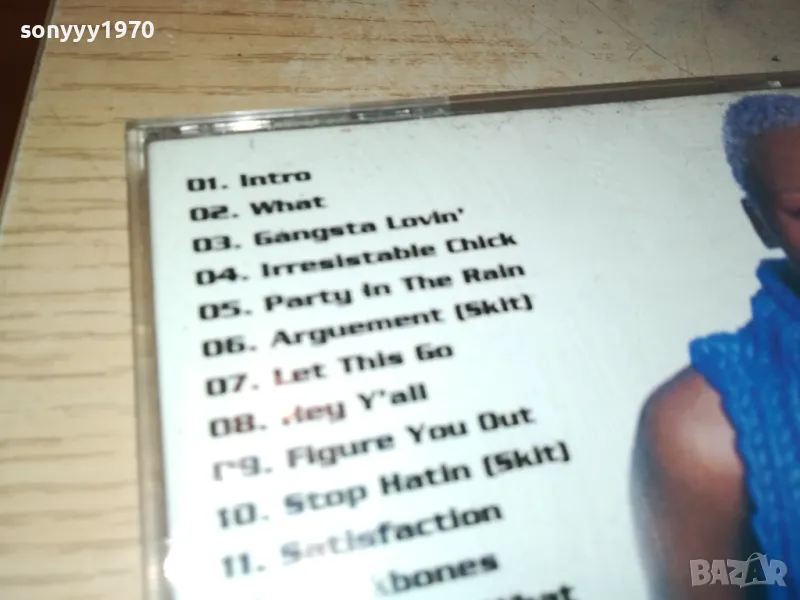 sonyyy1970
01. Intro
02. What
03. Gangsta Lovin'
04. Irresistable Chick
05. Party In The Rain
06. Arguement (Skit)
07. Let This Go
08. Hey Y'all
09. Figure You Out
10. Stop Hatin (Skit)
11. Satisfaction
BAZAR